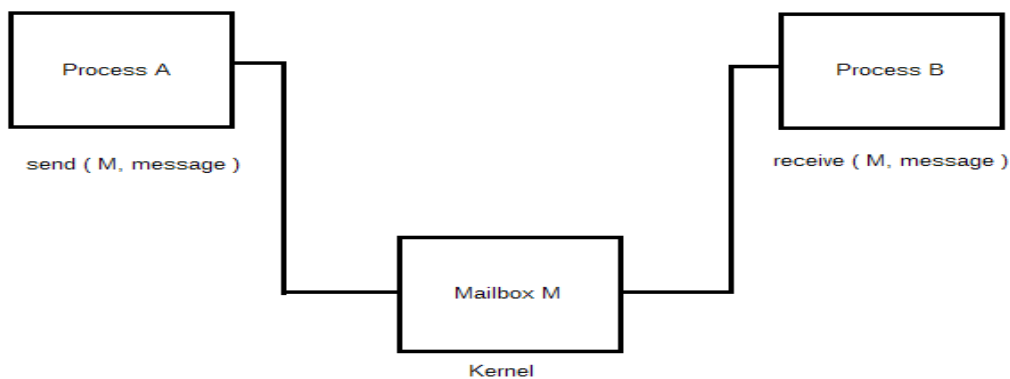 Process A
Process B
send ( M, message )
receive ( M, message )
Mailbox M
Kernel